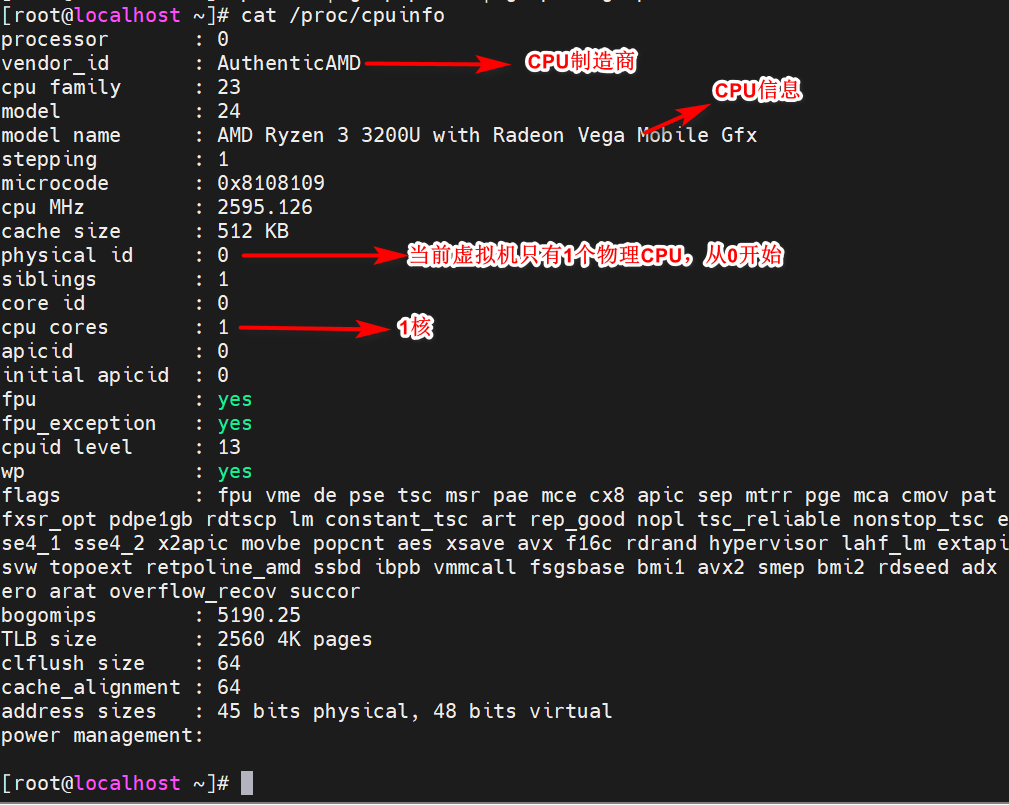 [root@localhost ~]# cat /proc/cpuinfo
processor : 0
vendor_id : AuthenticAMD CPU制造商
cpu family : 23
CPU信息
model : 24
model name : AMD Ryzen 3 3200U with Radeon Vega Mobile Gfx
stepping : 1
microcode : 0x8108109
cpu MHz : 2595.126
cache size : 512 KB
physical id : 0 当前虚拟机只有1个物理CPU，从0开始
siblings : 1
core id : 0
cpu cores : 1 1核
apicid : 0
initial apicid : 0
fpu : yes
fpu_exception : yes
cpuid level : 13
wp : yes
flags : fpu vme de pse tsc msr pae mce cx8 apic sep mtrr pge mca cmov pat
fxsr_opt pdpe1gb rdtscp lm constant_tsc art rep_good nopl tsc_reliable nonstop_tsc e
se4_1 sse4_2 x2apic movbe popcnt aes xsave avx f16c rdrand hypervisor lahf_lm extapi
svw topoext retpoline_amd ssbd ibpb vmmcall fsgsbase bmi1 avx2 smep bmi2 rdseed adx
ero arat overflow_recov succor
bogomips : 5190.25
TLB size : 2560 4K pages
clflush size : 64
cache_alignment : 64
address sizes : 45 bits physical, 48 bits virtual
power management:
[root@localhost ~]#